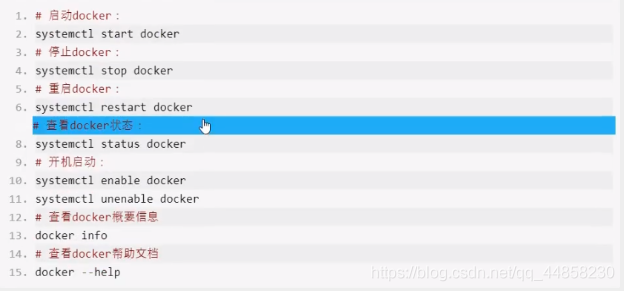 1. # 启动docker：
2. systemctl start docker
3. # 停止docker：
4. systemctl stop docker
5. # 重启docker：
6. systemctl restart docker
# 查看docker状态：
8. systemctl status docker
9. # 开机启动：
10. systemctl enable docker
11. systemctl unenable docker
12. # 查看docker概要信息
13. docker info
14. # 查看docker帮助文档
15. docker --help
https://blog.csdn.net/qq_44858230